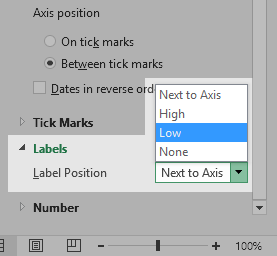 Axis position
On tick marks
Between tick marks
Dates in reverse ord
Next to Axis
High
Tick Marks
Low
Labels
None
Label Position Next to Axis
Number
100%